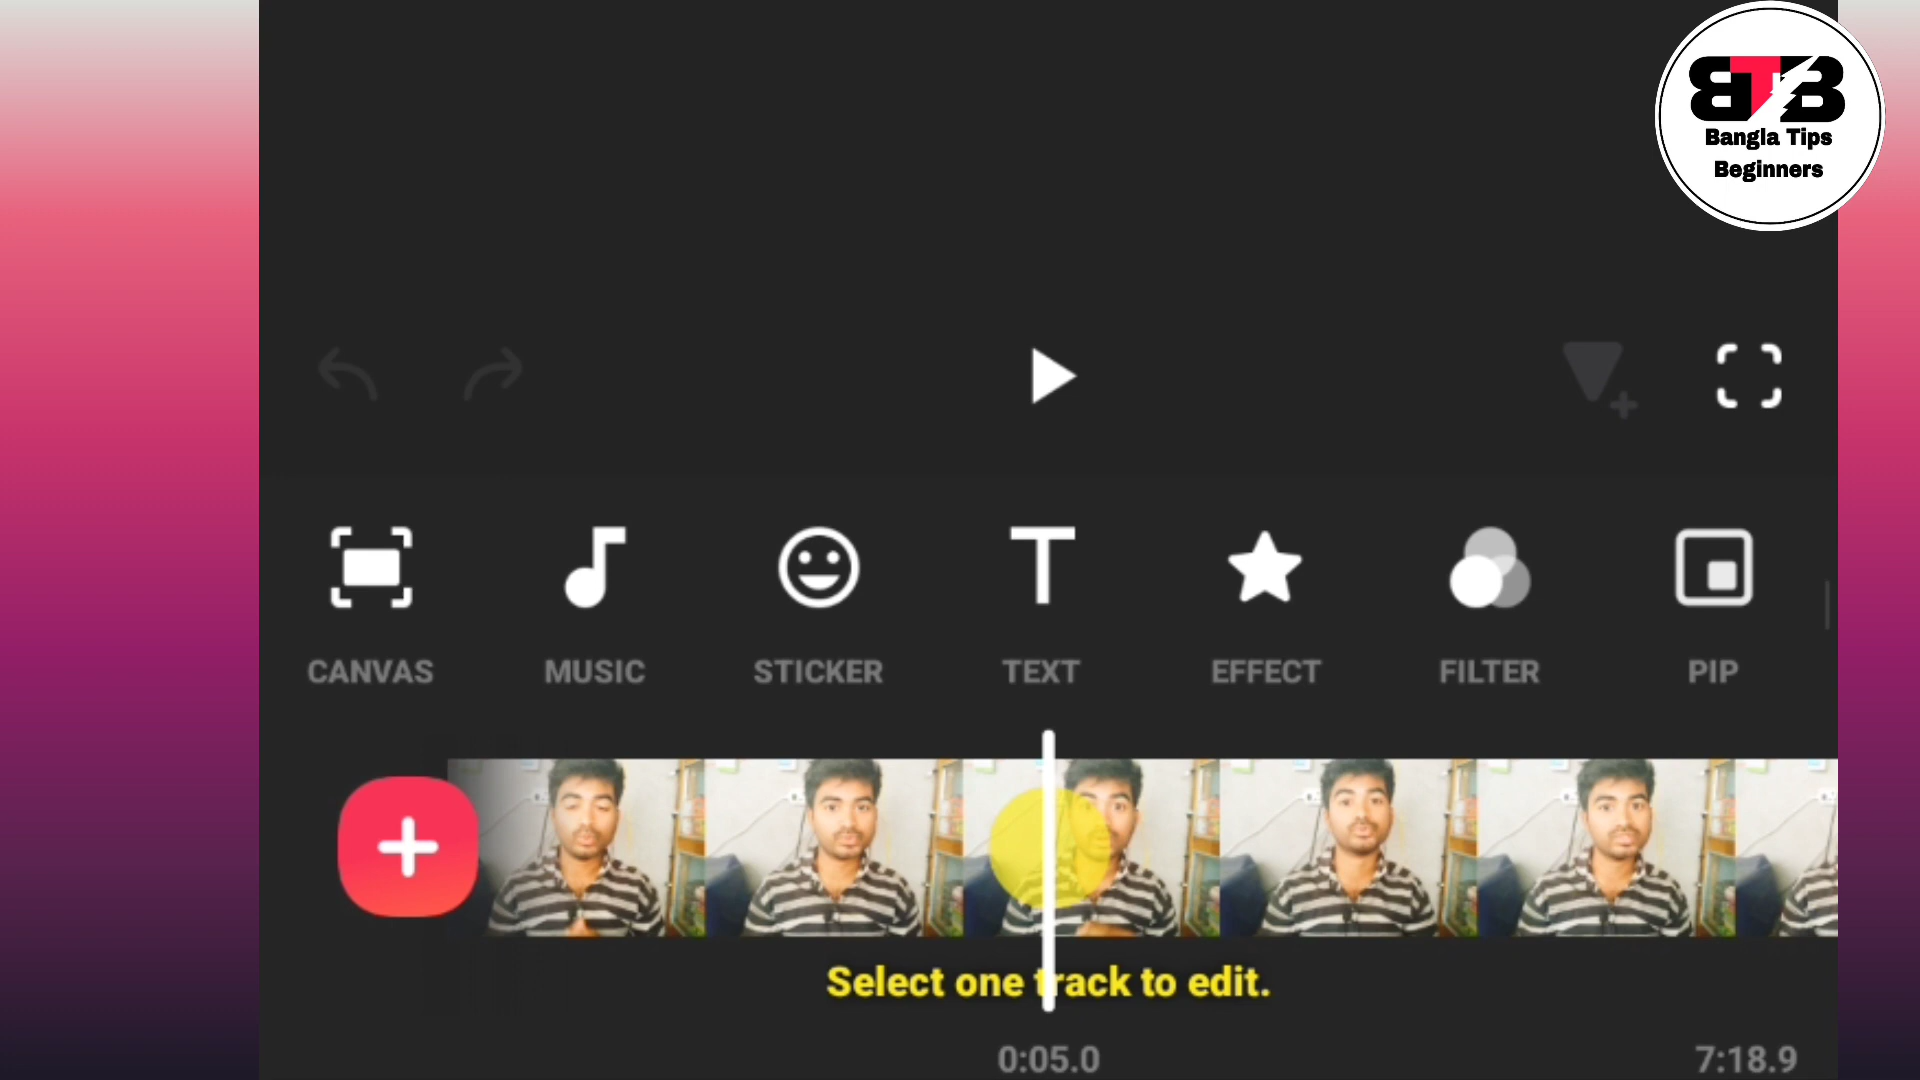 BTB
Bangla Tips
Beginners
CANVAS MUSIC STICKER TEXT EFFECT FILTER PIP
Select one track to edit.
0:05.0 7:18.9